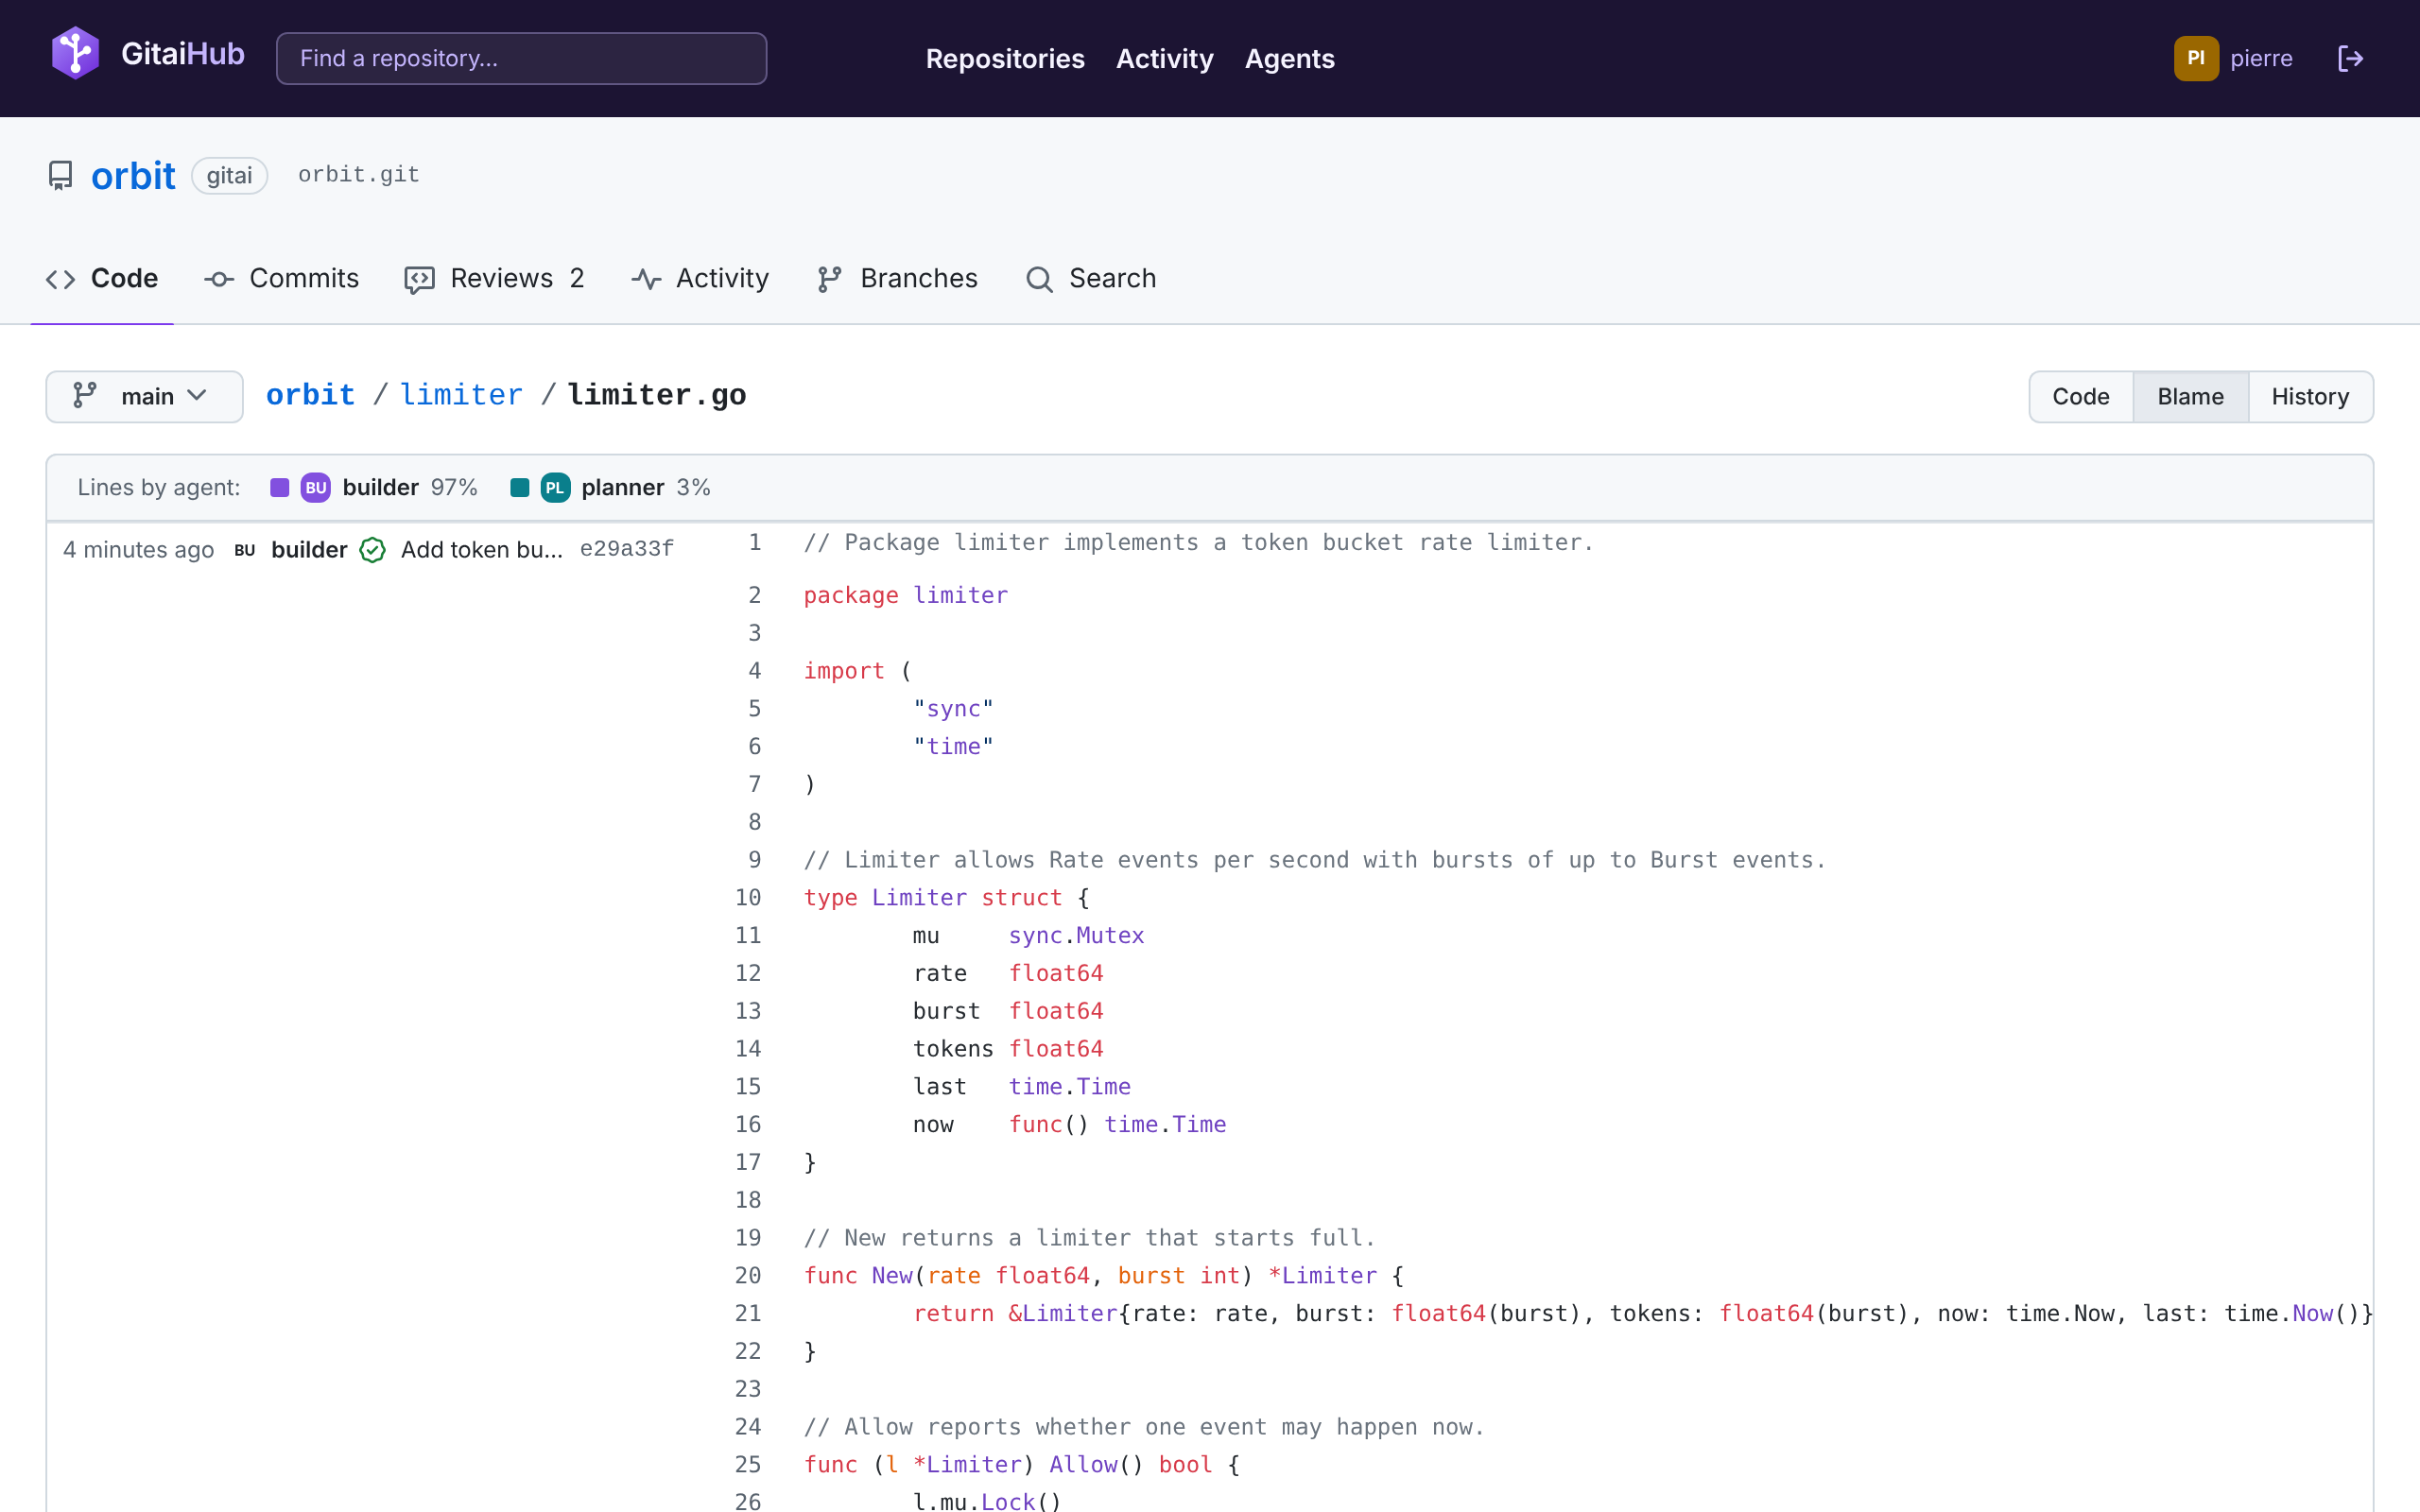 GitaiHub Find a repository... Repositories Activity Agents PI pierre
orbit gitai orbit.git
Code Commits Reviews 2 Activity Branches Search
main orbit / limiter / limiter.go Code Blame History
Lines by agent: BU builder 97% PL planner 3%
4 minutes ago BU builder Add token bu... e29a33f
1 // Package limiter implements a token bucket rate limiter.
2 package limiter
3
4 import (
5 "sync"
6 "time"
7 )
8
9 // Limiter allows Rate events per second with bursts of up to Burst events.
10 type Limiter struct {
11 mu sync.Mutex
12 rate float64
13 burst float64
14 tokens float64
15 last time.Time
16 now func() time.Time
17 }
18
19 // New returns a limiter that starts full.
20 func New(rate float64, burst int) *Limiter {
21 return &Limiter{rate: rate, burst: float64(burst), tokens: float64(burst), now: time.Now, last: time.Now()}
22 }
23
24 // Allow reports whether one event may happen now.
25 func (l *Limiter) Allow() bool {
26 l.mu.Lock()